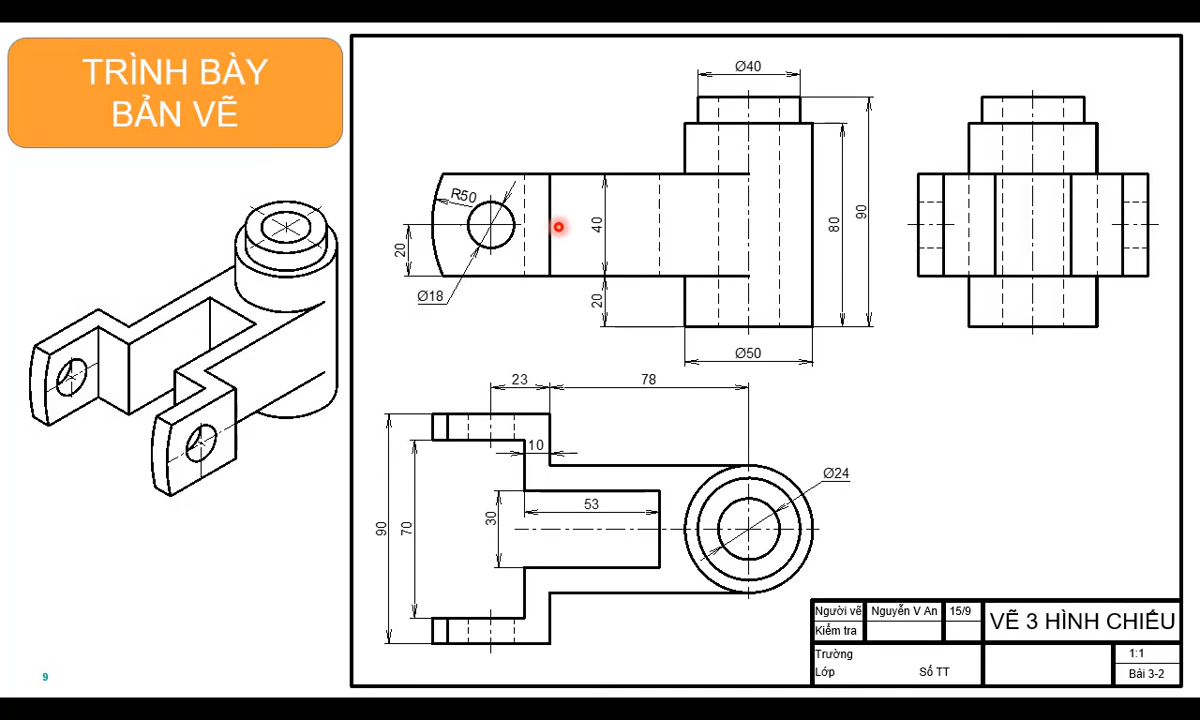 TRÌNH BÀY
BẢN VẼ
Ø40
R50
20
Ø18
40
20
80
90
Ø50
23
78
10
53
30
70
90
Ø24
Người vẽ
Nguyễn V An
15/9
VẼ 3 HÌNH CHIẾU
Kiểm tra
Trường
1:1
Lớp
Số TT
Bài 3-2
9